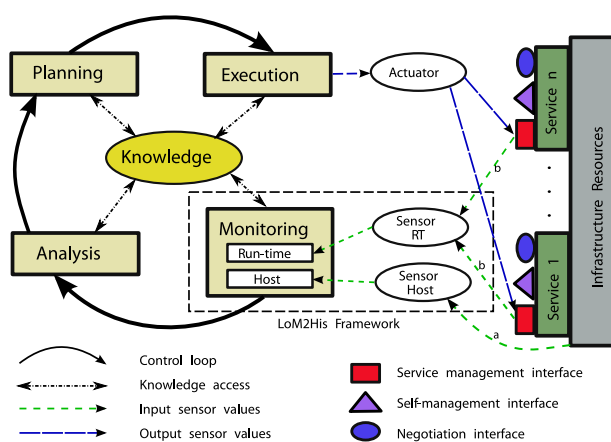 Planning
Execution
Actuator
Service n
Infrastructure Resources
Knowledge
b
Monitoring
Run-time
Host
Sensor
RT
Sensor
Host
Analysis
b
Service 1
a
LoM2His Framework
Control loop
Knowledge access
Input sensor values
Output sensor values
Service management interface
Self-management interface
Negotiation interface